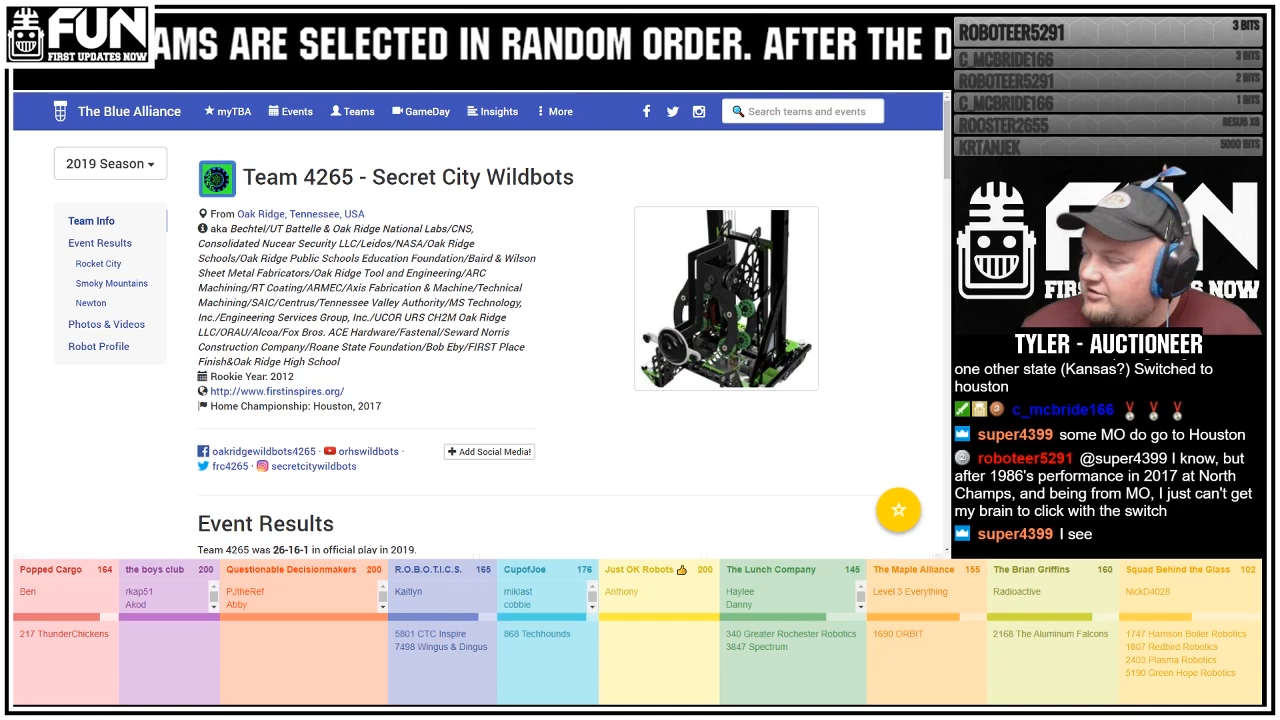 FUN
FIRST UPDATES NOW
AMS ARE SELECTED IN RANDOM ORDER. AFTER THE D
ROBOTEER5291 3 BITS
C_MCBRIDE166 3 BITS
ROBOTEER5291 2 BITS
C_MCBRIDE166 1 BITS
ROOSTER2655 RESUB X8
KRTANJEK 5000 BITS
The Blue Alliance
myTBA
Events
Teams
GameDay
Insights
More
Search teams and events
2019 Season
Team Info
Event Results
Rocket City
Smoky Mountains
Newton
Photos & Videos
Robot Profile
Team 4265 - Secret City Wildbots
From Oak Ridge, Tennessee, USA
aka Bechtel/UT Battelle & Oak Ridge National Labs/CNS,
Consolidated Nucear Security LLC/Leidos/NASA/Oak Ridge
Schools/Oak Ridge Public Schools Education Foundation/Baird & Wilson
Sheet Metal Fabricators/Oak Ridge Tool and Engineering/ARC
Machining/RT Coating/ARMEC/Axis Fabrication & Machine/Technical
Machining/SAIC/Centrus/Tennessee Valley Authority/MS Technology,
Inc./Engineering Services Group, Inc./UCOR URS CH2M Oak Ridge
LLC/ORAU/Alcoa/Fox Bros. ACE Hardware/Fastenal/Seward Norris
Construction Company/Roane State Foundation/Bob Eby/FIRST Place
Finish&Oak Ridge High School
Rookie Year: 2012
http://www.firstinspires.org/
Home Championship: Houston, 2017
oakridgewildbots4265 · orhswildbots ·
frc4265 · secretcitywildbots
Add Social Media!
Event Results
Team 4265 was 26-16-1 in official play in 2019.
FUN
FIRS
TES NOW
TYLER - AUCTIONEER
one other state (Kansas?) Switched to
houston
c_mcbride166
super4399 some MO do go to Houston
roboteer5291 @super4399 I know, but
after 1986's performance in 2017 at North
Champs, and being from MO, I just can't get
my brain to click with the switch
super4399 I see
Popped Cargo 164
Ben
217 ThunderChickens
the boys club 200
rkap51
Akod
Questionable Decisionmakers 200
PJtheRef
Abby
R.O.B.O.T.I.C.S. 165
Kaitlyn
5801 CTC Inspire
7498 Wingus & Dingus
CupofJoe 176
miklast
cobbie
868 Techhounds
Just OK Robots 👍 200
Anthony
The Lunch Company 145
Haylee
Danny
340 Greater Rochester Robotics
3847 Spectrum
The Maple Alliance 155
Level 3 Everything
1690 ORBIT
The Brian Griffins 160
Radioactive
2168 The Aluminum Falcons
Squad Behind the Glass 102
NickD4028
1747 Harrison Boiler Robotics
1807 Redbird Robotics
2403 Plasma Robotics
5190 Green Hope Robotics